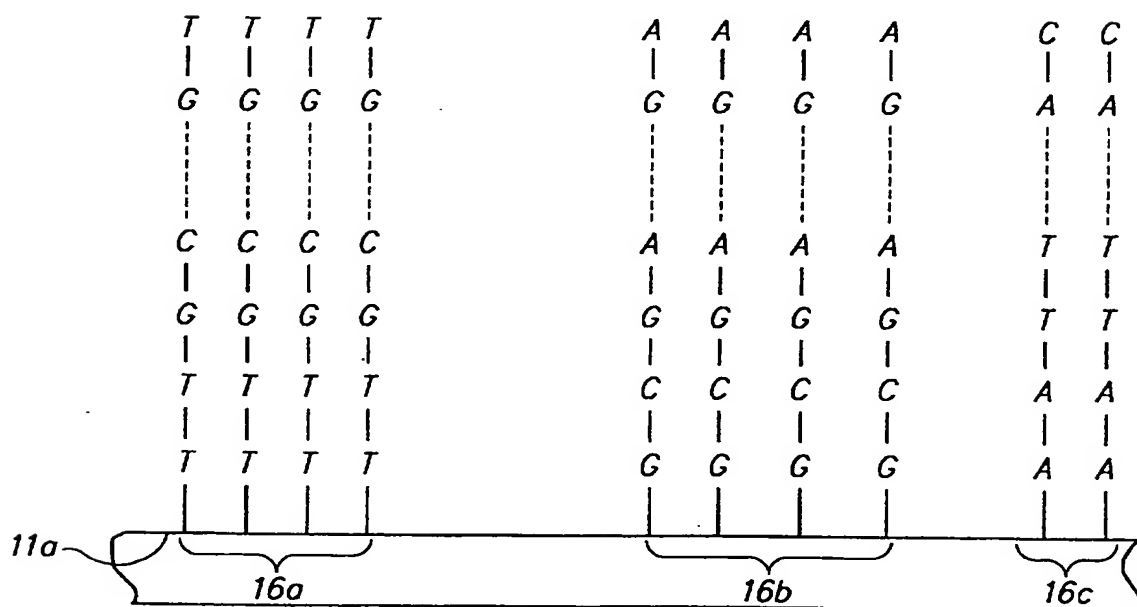 T T T T A A A A C C
G G G G G G G G A A
C C C C A A A A T T
G G G G G G G G T T
T T T T C C C C A A
T T T T G G G G A A
11a
16a 16b 16c